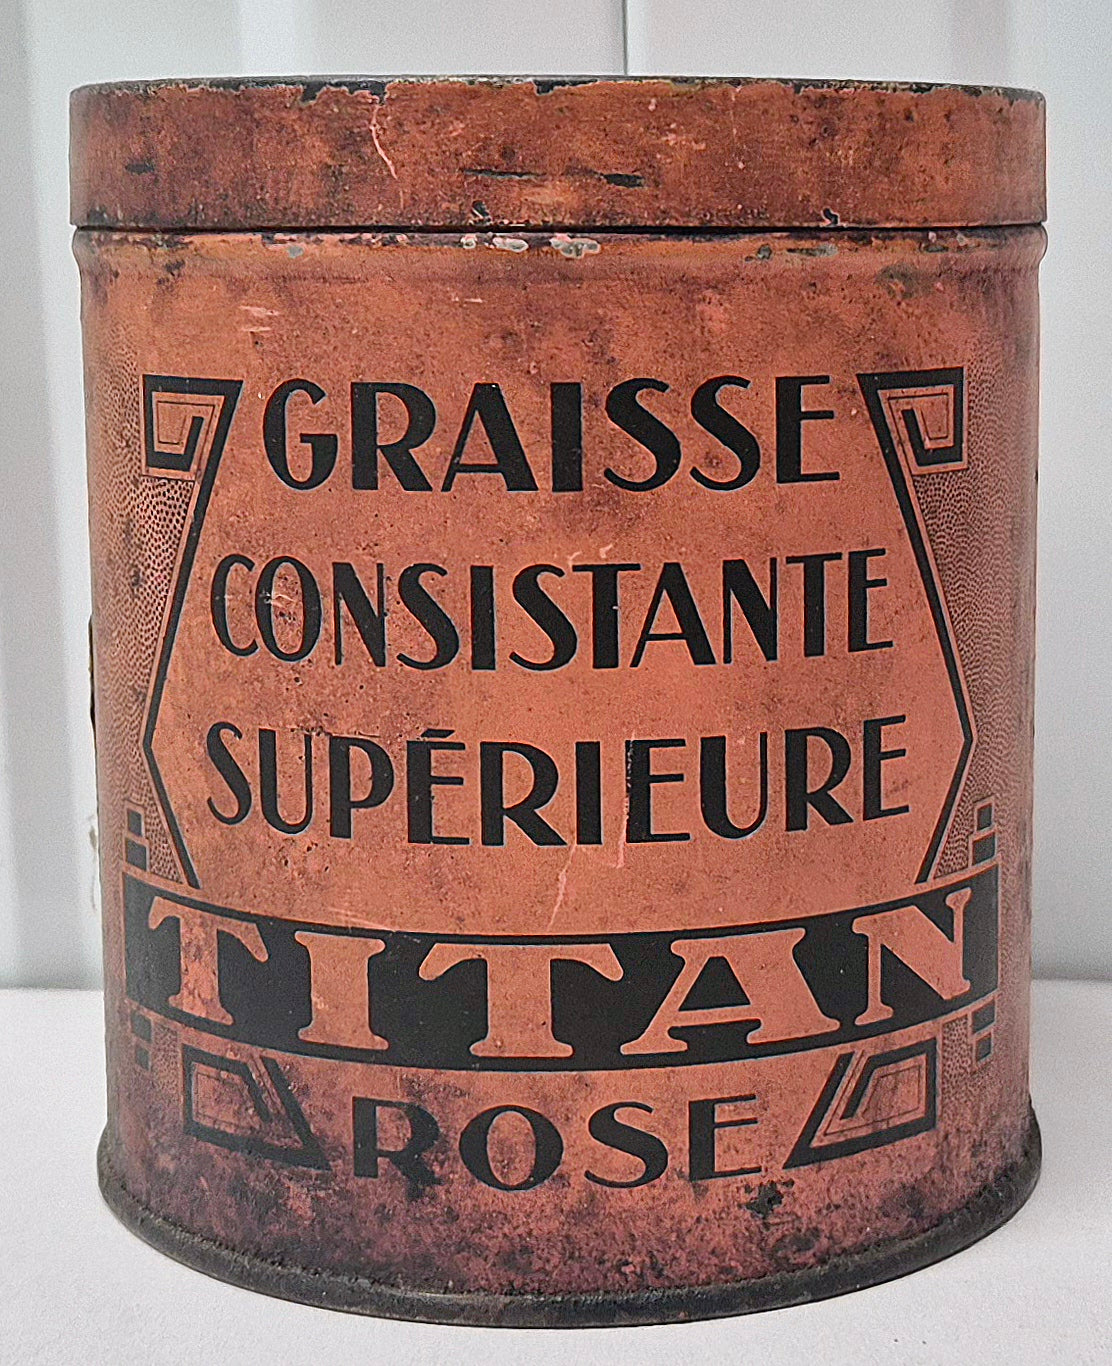 GRAISSE
CONSISTANTE
SUPÉRIEURE
TITAN
ROSE